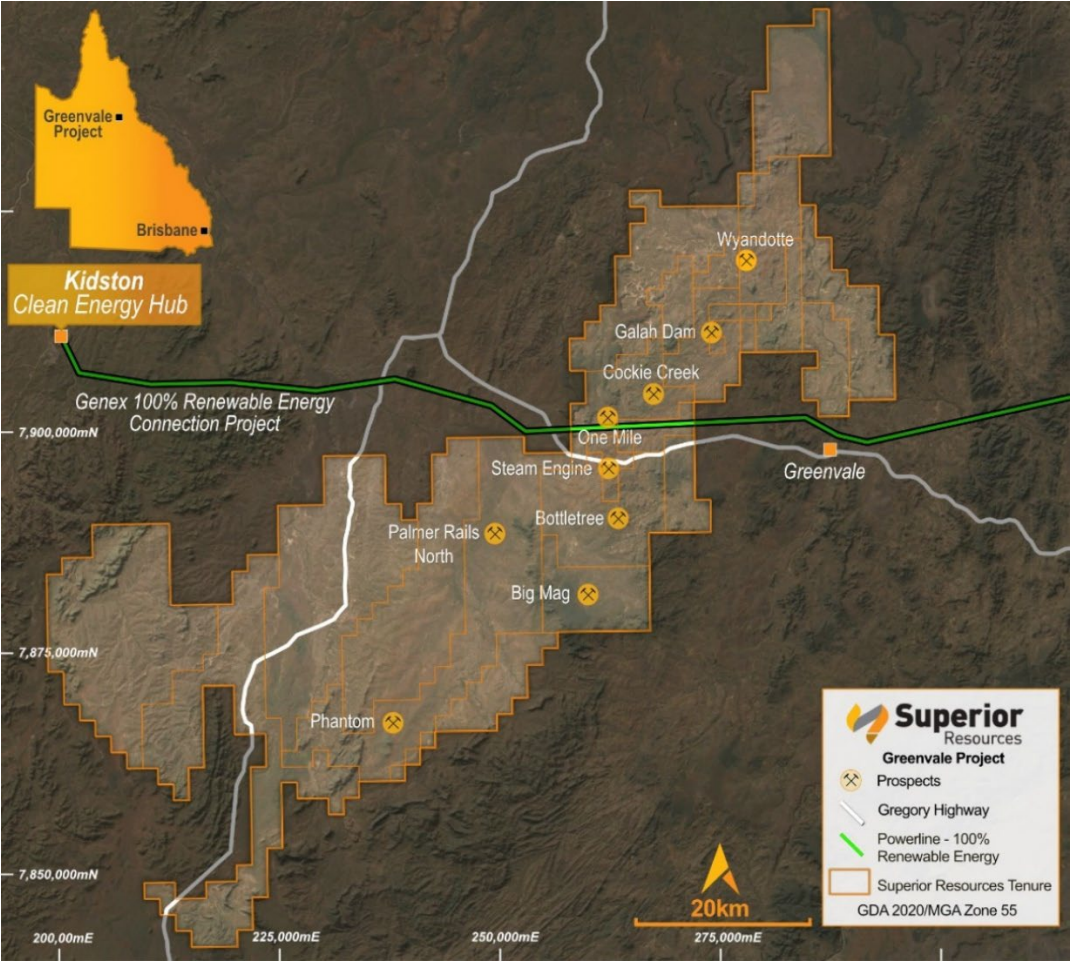 Greenvale
Project
Brisbane
Kidston
Clean Energy Hub
Wyandotte
Galah Dam
Cockie Creek
Genex 100% Renewable Energy
Connection Project
7,900,000mN
One Mile
Steam Engine
Greenvale
Bottletree
Palmer Rails
North
Big Mag
7,875,000mN
Phantom
Superior
Resources
Greenvale Project
Prospects
Gregory Highway
Powerline - 100%
Renewable Energy
Superior Resources Tenure
GDA 2020/MGA Zone 55
7,850,000mN
20km
200,00mE
225,000mE
250,000mE
275,000mE